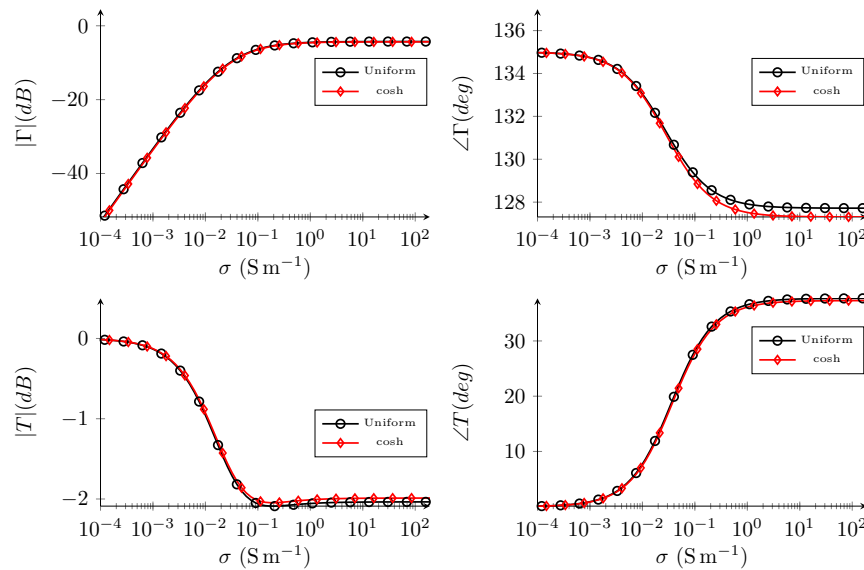 0
−20
−40
|Γ|(dB)
Uniform
cosh
10⁻⁴ 10⁻³ 10⁻² 10⁻¹ 10⁰ 10¹ 10²
σ (S m⁻¹)
136
134
132
130
128
∠Γ(deg)
Uniform
cosh
10⁻⁴ 10⁻³ 10⁻² 10⁻¹ 10⁰ 10¹ 10²
σ (S m⁻¹)
0
−1
−2
|T|(dB)
Uniform
cosh
10⁻⁴ 10⁻³ 10⁻² 10⁻¹ 10⁰ 10¹ 10²
σ (S m⁻¹)
30
20
10
∠T(deg)
Uniform
cosh
10⁻⁴ 10⁻³ 10⁻² 10⁻¹ 10⁰ 10¹ 10²
σ (S m⁻¹)